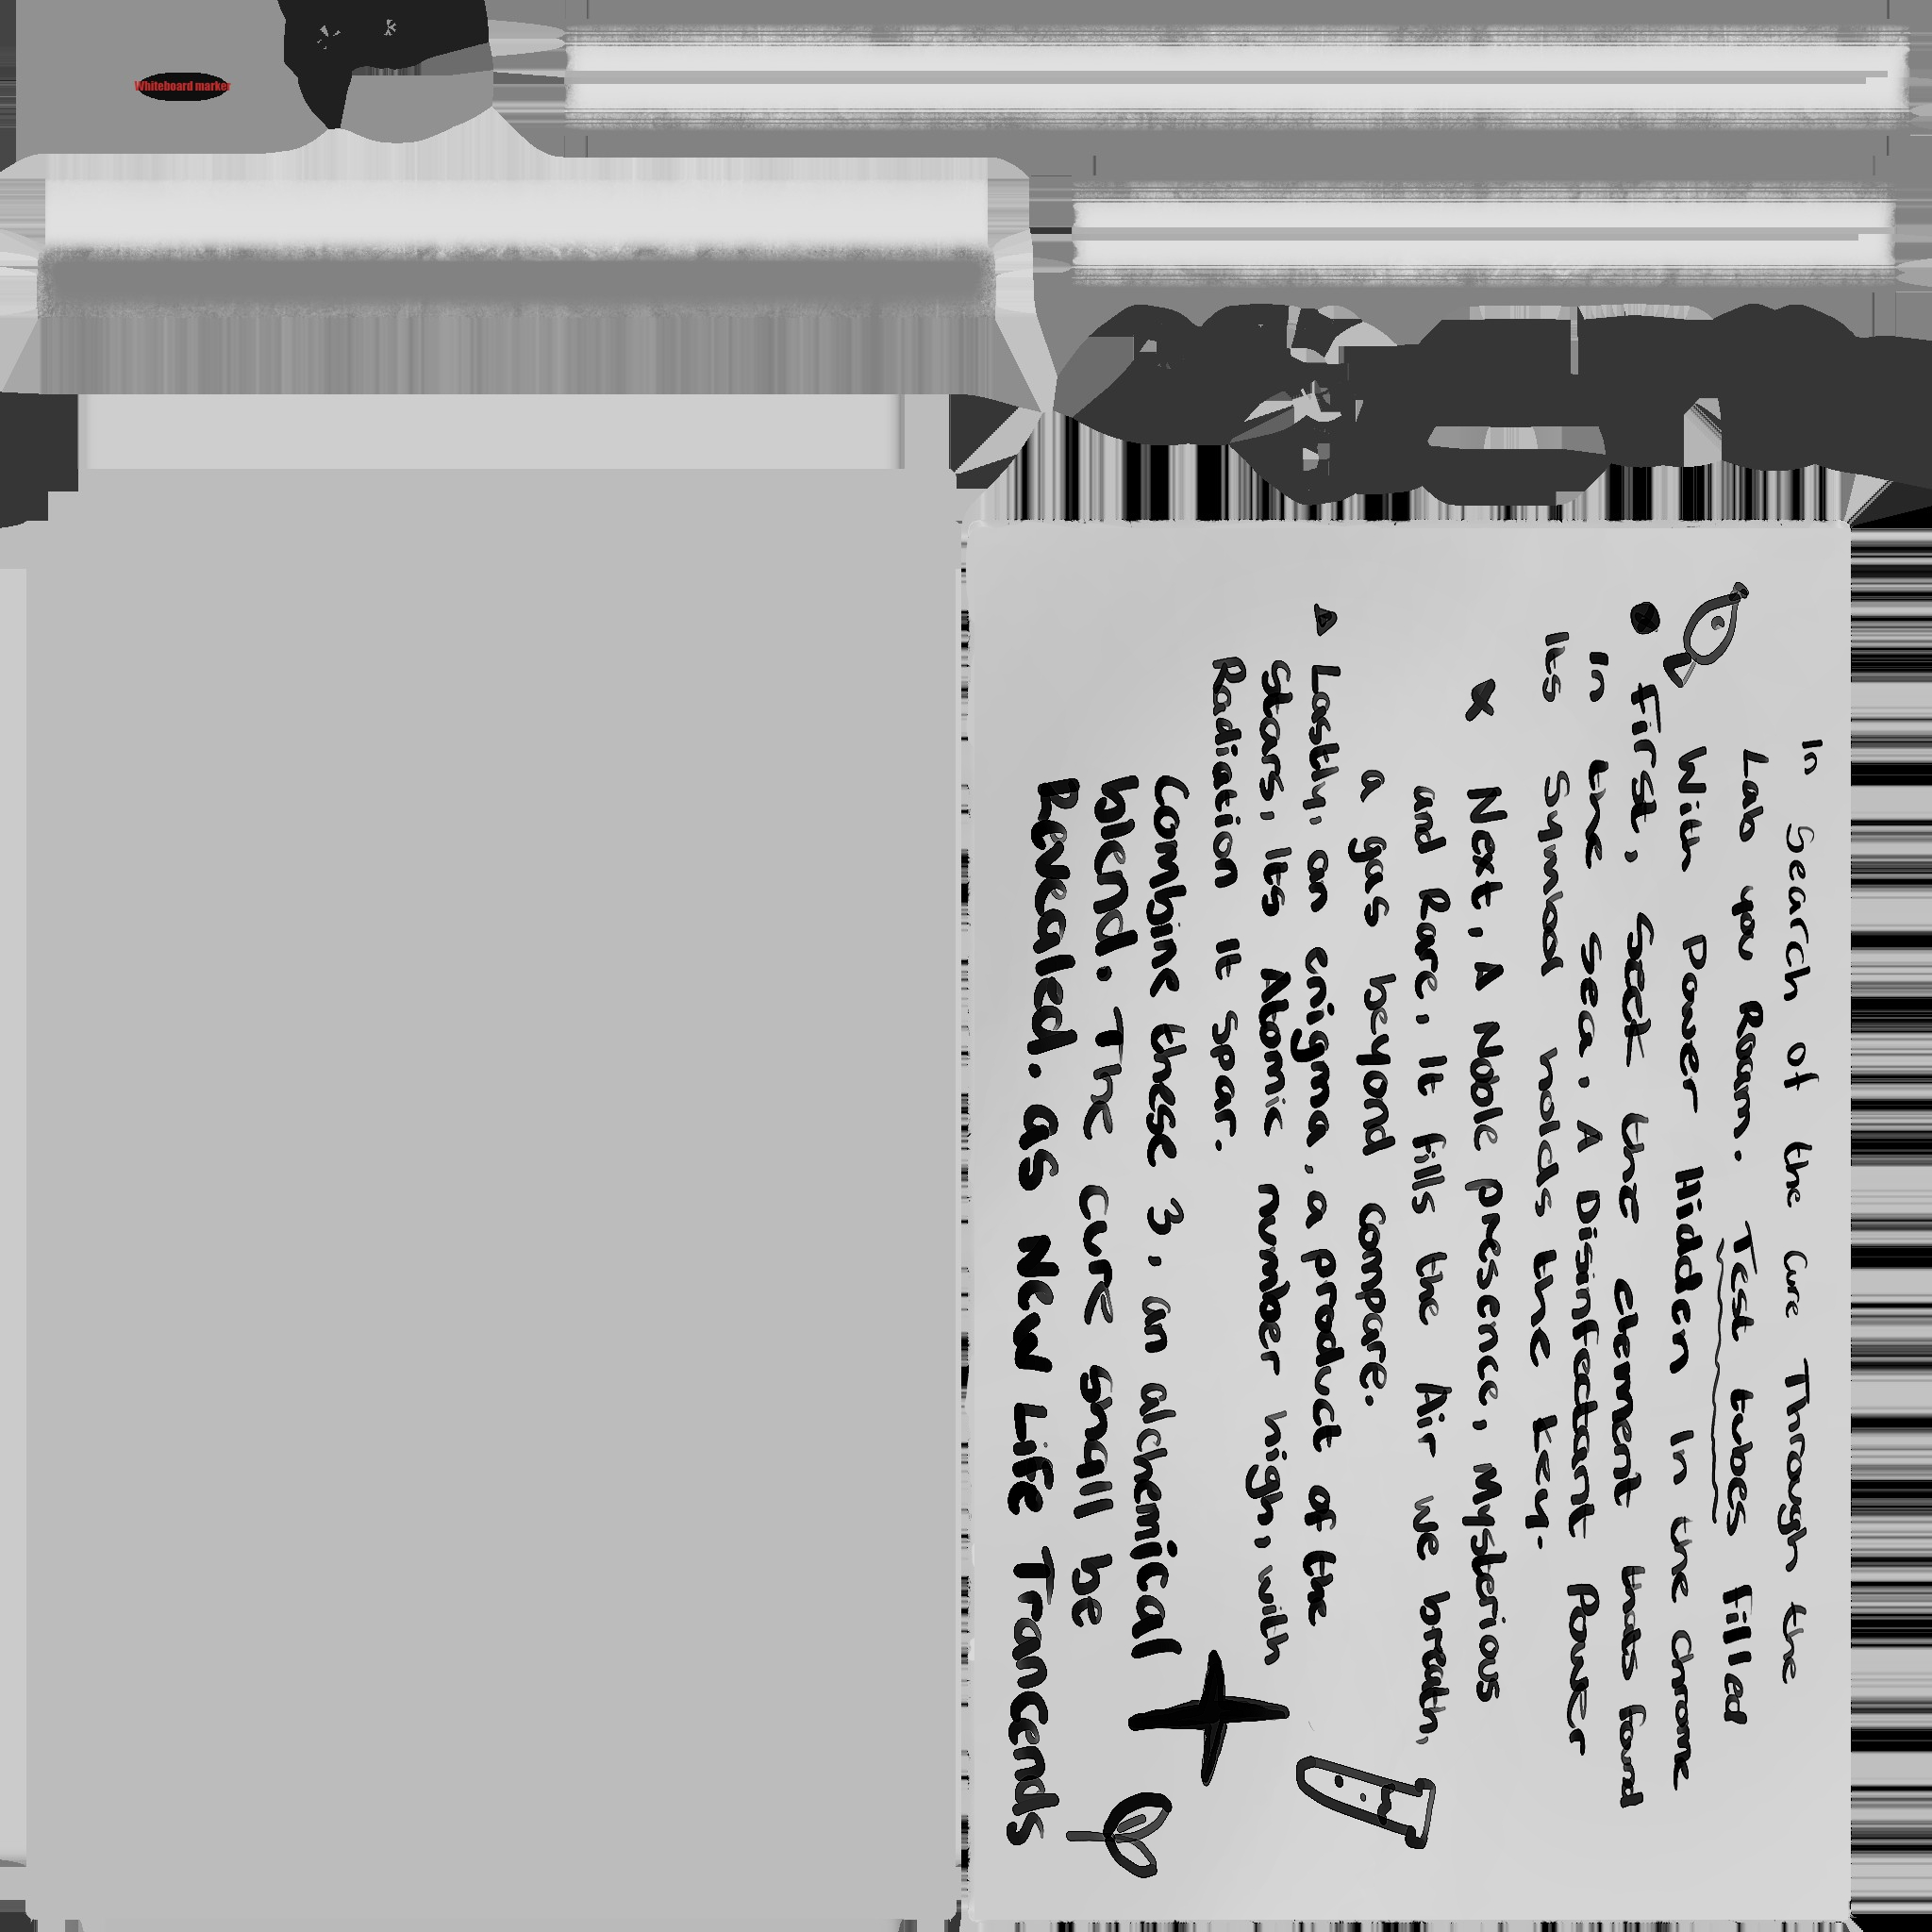 Whiteboard marker
In Search of the Cure Through the
Lab you Roam. Test tubes filled
With Power Hidden In the Chrome
First, Seek the element thats found
In the sea. A Disinfectant Power
Its Symbol holds the key.
Next, A Noble presence, Mysterious
and Rare, It fills the Air we breath,
a gas beyond compare.
Lastly, an enigma, a product of the
Stars, Its Atomic number high, with
Radiation It Spar.
Combine these 3, an alchemical
blend. The cure shall be
Revealed. as New Life Trancends